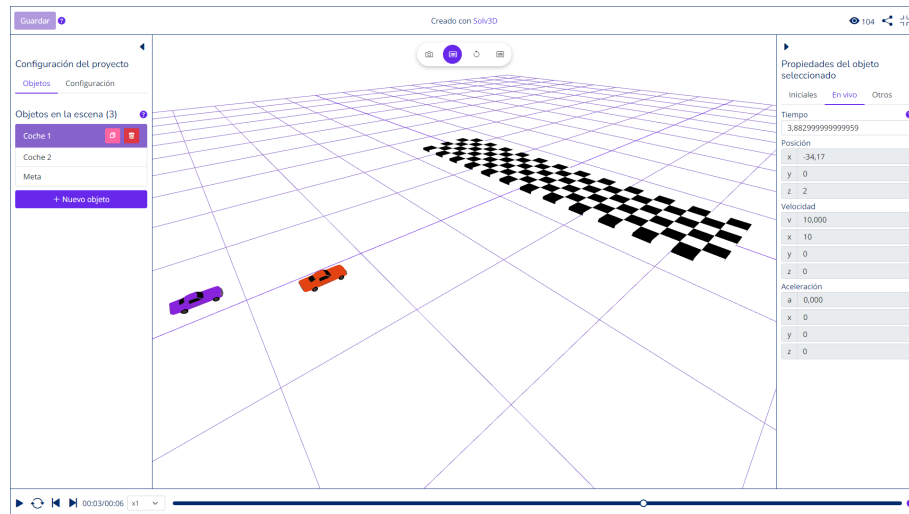 Guardar
?
Creado con Solv3D
104
Configuración del proyecto
Objetos
Configuración
Objetos en la escena (3)
?
Coche 1
Coche 2
Meta
+ Nuevo objeto
Propiedades del objeto
seleccionado
Iniciales
En vivo
Otros
Tiempo
3,882999999999959
Posición
x -34,17
y 0
z 2
Velocidad
v 10,000
x 10
y 0
z 0
Aceleración
a 0,000
x 0
y 0
z 0
00:03/00:06
x1